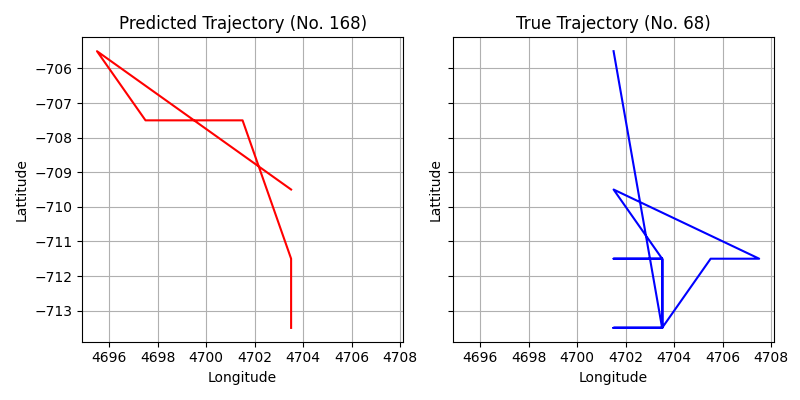 Predicted Trajectory (No. 168)
True Trajectory (No. 68)
−706
−707
−708
−709
−710
−711
−712
−713
Lattitude
Lattitude
4696 4698 4700 4702 4704 4706 4708
4696 4698 4700 4702 4704 4706 4708
Longitude
Longitude